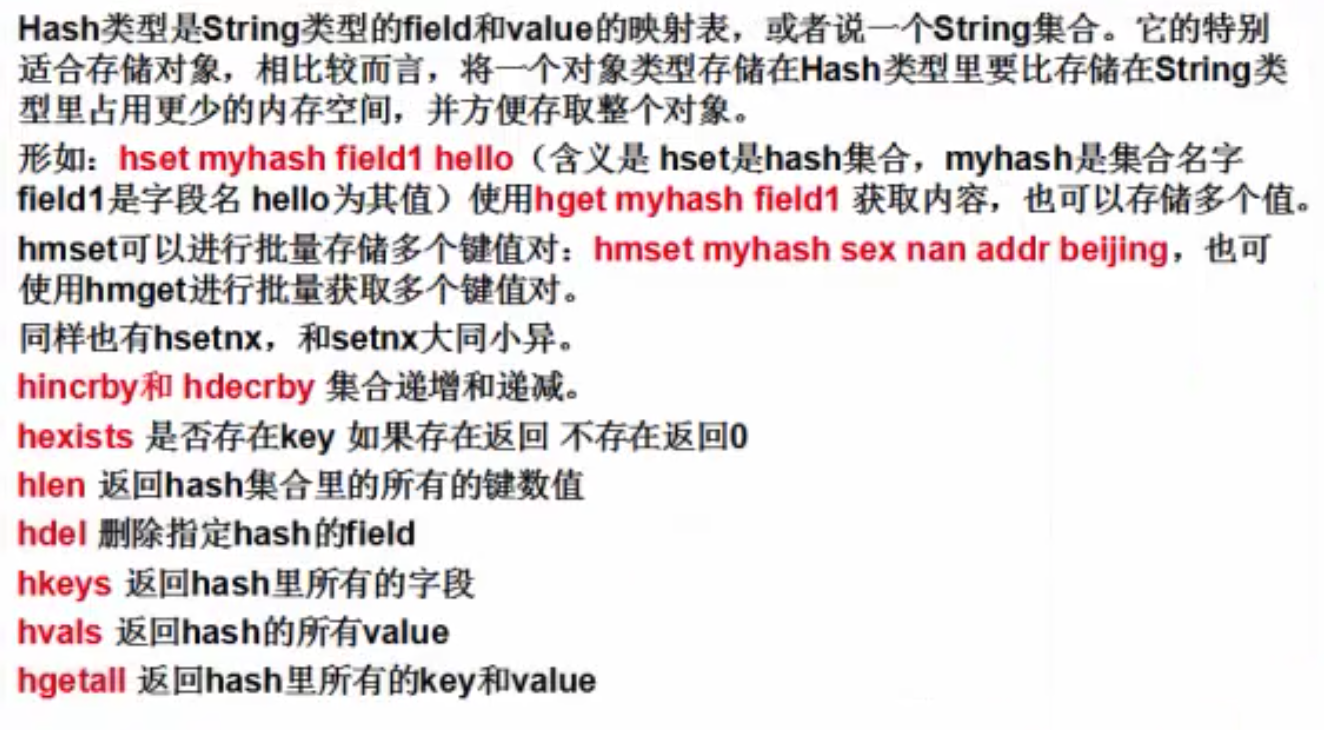 Hash类型是String类型的field和value的映射表，或者说一个String集合。它的特别
适合存储对象，相比较而言，将一个对象类型存储在Hash类型里要比存储在String类
型里占用更少的内存空间，并方便存取整个对象。
形如：hset myhash field1 hello（含义是 hset是hash集合，myhash是集合名字
field1是字段名 hello为其值）使用hget myhash field1 获取内容，也可以存储多个值。
hmset可以进行批量存储多个键值对：hmset myhash sex nan addr beijing，也可
使用hmget进行批量获取多个键值对。
同样也有hsetnx，和setnx大同小异。
hincrby和 hdecrby 集合递增和递减。
hexists 是否存在key 如果存在返回 不存在返回0
hlen 返回hash集合里的所有的键数值
hdel 删除指定hash的field
hkeys 返回hash里所有的字段
hvals 返回hash的所有value
hgetall 返回hash里所有的key和value